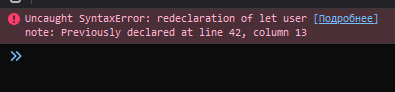 Uncaught SyntaxError: redeclaration of let user [Подробнее]
note: Previously declared at line 42, column 13